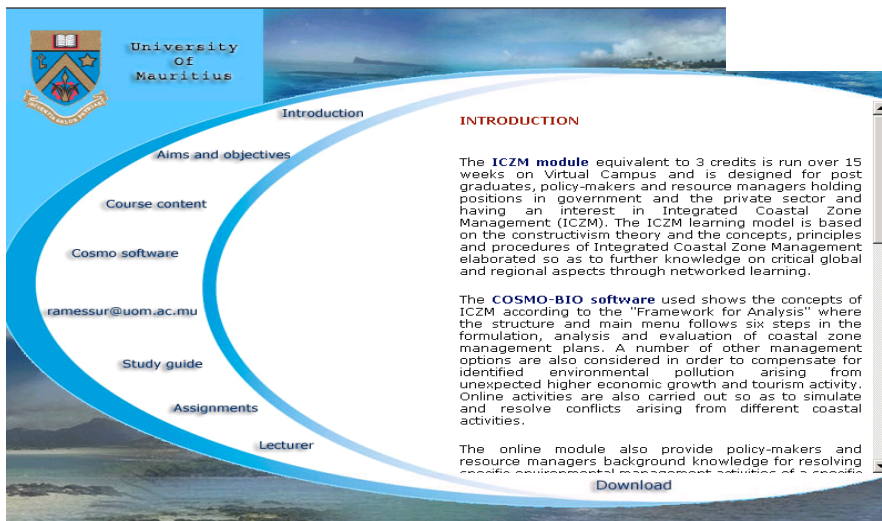 University
Of
Mauritius
Introduction
Aims and objectives
Course content
Cosmo software
ramessur@uom.ac.mu
Study guide
Assignments
Lecturer
INTRODUCTION
The ICZM module equivalent to 3 credits is run over 15
weeks on Virtual Campus and is designed for post
graduates, policy-makers and resource managers holding
positions in government and the private sector and
having an interest in Integrated Coastal Zone
Management (ICZM). The ICZM learning model is based
on the constructivism theory and the concepts, principles
and procedures of Integrated Coastal Zone Management
elaborated so as to further knowledge on critical global
and regional aspects through networked learning.
The COSMO-BIO software used shows the concepts of
ICZM according to the "Framework for Analysis" where
the structure and main menu follows six steps in the
formulation, analysis and evaluation of coastal zone
management plans. A number of other management
options are also considered in order to compensate for
identified environmental pollution arising from
unexpected higher economic growth and tourism activity.
Online activities are also carried out so as to simulate
and resolve conflicts arising from different coastal
activities.
The online module also provide policy-makers and
resource managers background knowledge for resolving
specific environmental management activities of a specific
Download